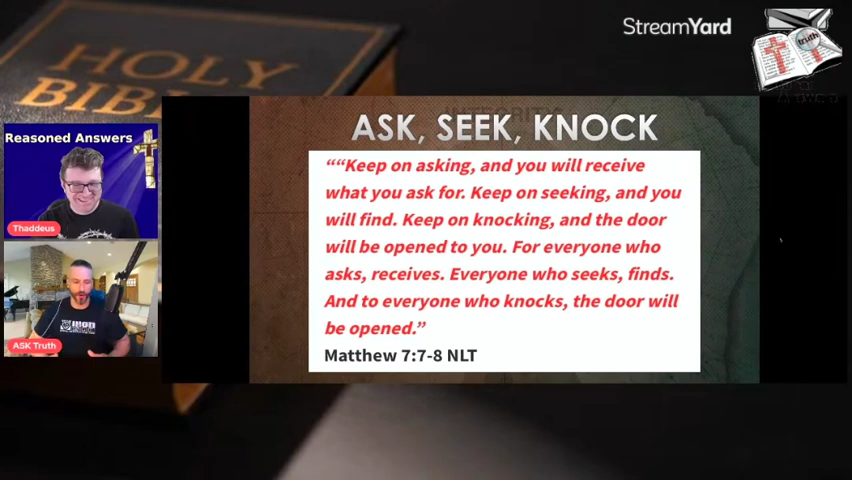 HOLY
BIB
StreamYard
truth
Reasoned Answers
Thaddeus
ASK Truth
ASK, SEEK, KNOCK
““Keep on asking, and you will receive
what you ask for. Keep on seeking, and you
will find. Keep on knocking, and the door
will be opened to you. For everyone who
asks, receives. Everyone who seeks, finds.
And to everyone who knocks, the door will
be opened.”
Matthew 7:7-8 NLT